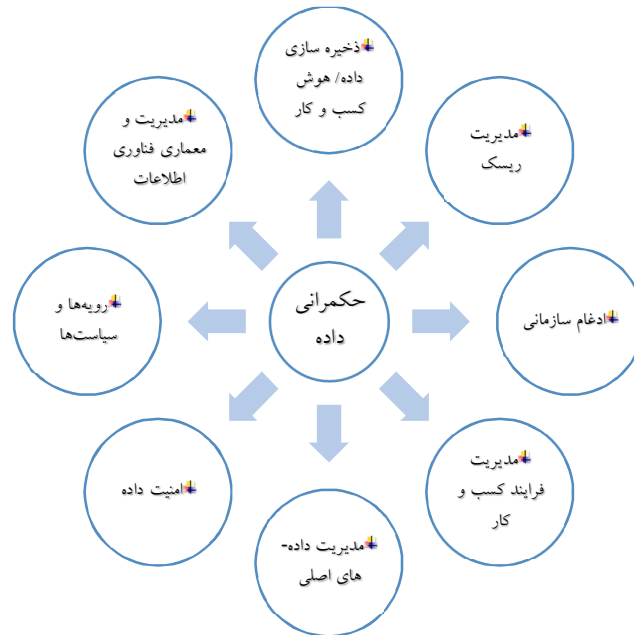 ذخیره سازی
داده/ هوش
کسب و کار
مدیریت
ریسک
ادغام سازمانی
مدیریت
فرایند کسب و
کار
مدیریت داده-
های اصلی
امنیت داده
رویه‌ها و
سیاست‌ها
مدیریت و
معماری فناوری
اطلاعات
حکمرانی
داده